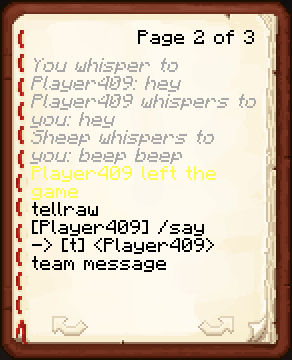 Page 2 of 3
You whisper to
Player409: hey
Player409 whispers to
you: hey
Sheep whispers to
you: beep beep
Player409 left the
game
tellraw
[Player409] /say
-> [t] <Player409>
team message